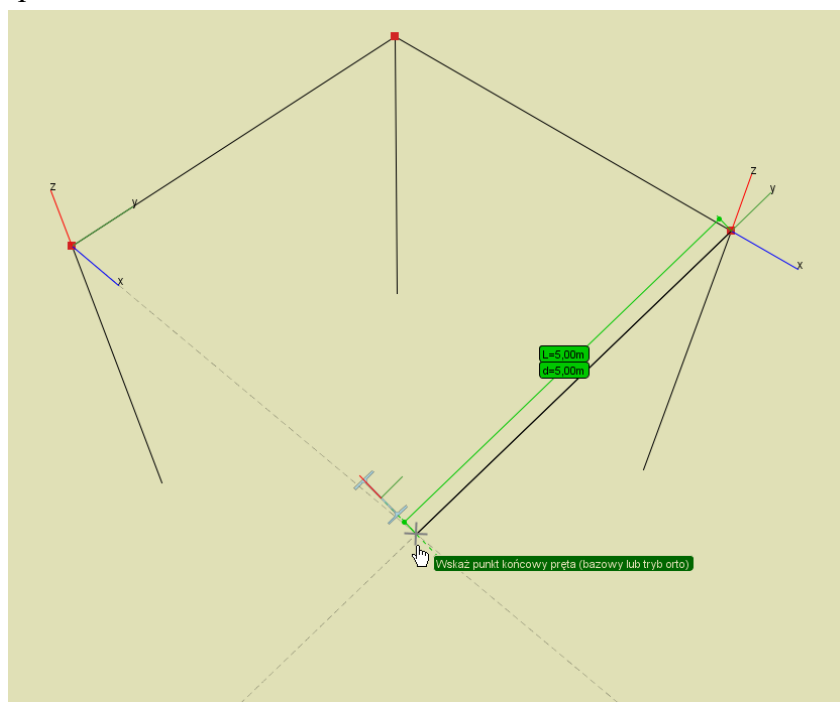 z
y
x
z
y
x
L=5,00m
d=5,00m
Wskaż punkt końcowy pręta (bazowy lub tryb orto)